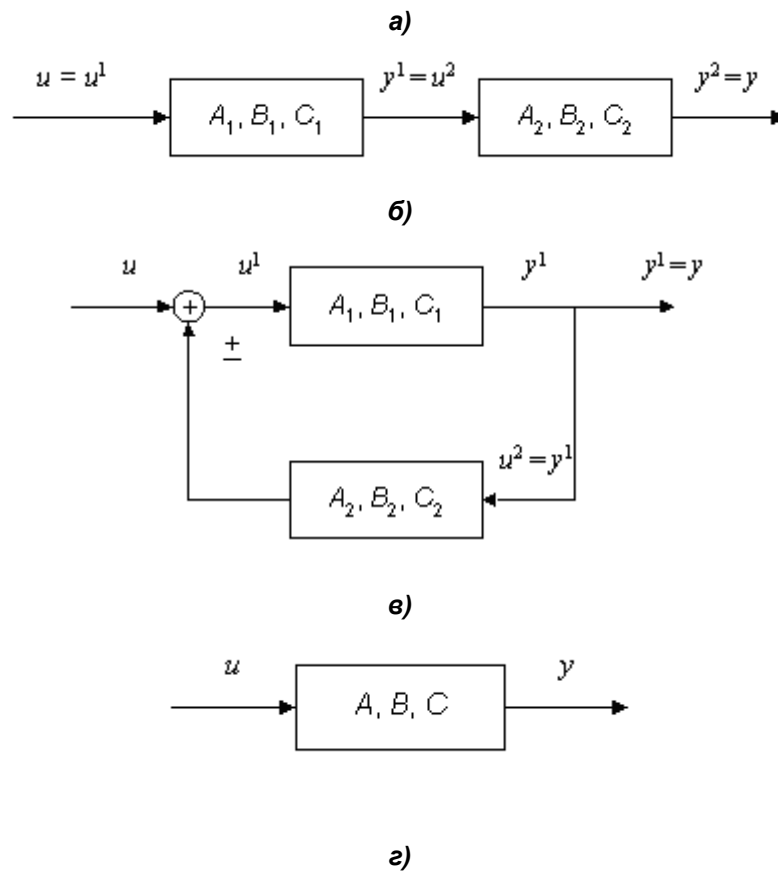 а)
u = u¹ y¹=u² y²=y
A₁, B₁, C₁ A₂, B₂, C₂
б)
u u¹ y¹ y¹=y
+ A₁, B₁, C₁
±
u²=y¹
A₂, B₂, C₂
в)
u y
A, B, C
г)